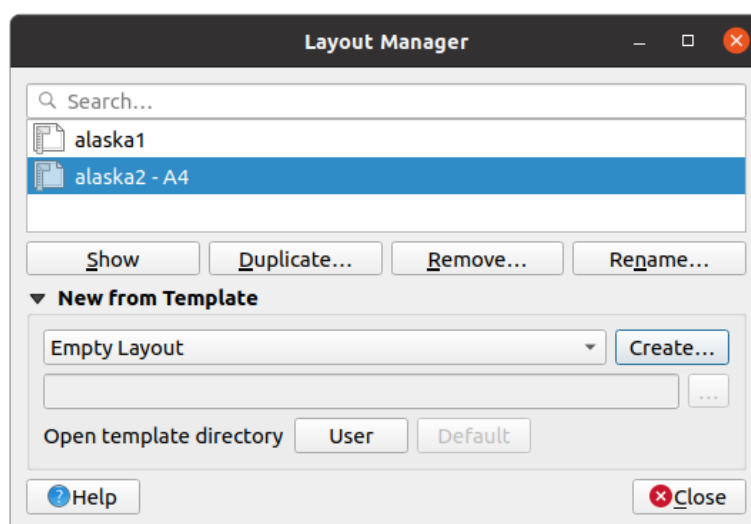 Layout Manager
Search...
alaska1
alaska2 - A4
Show Duplicate... Remove... Rename...
New from Template
Empty Layout Create...
...
Open template directory User Default
Help Close